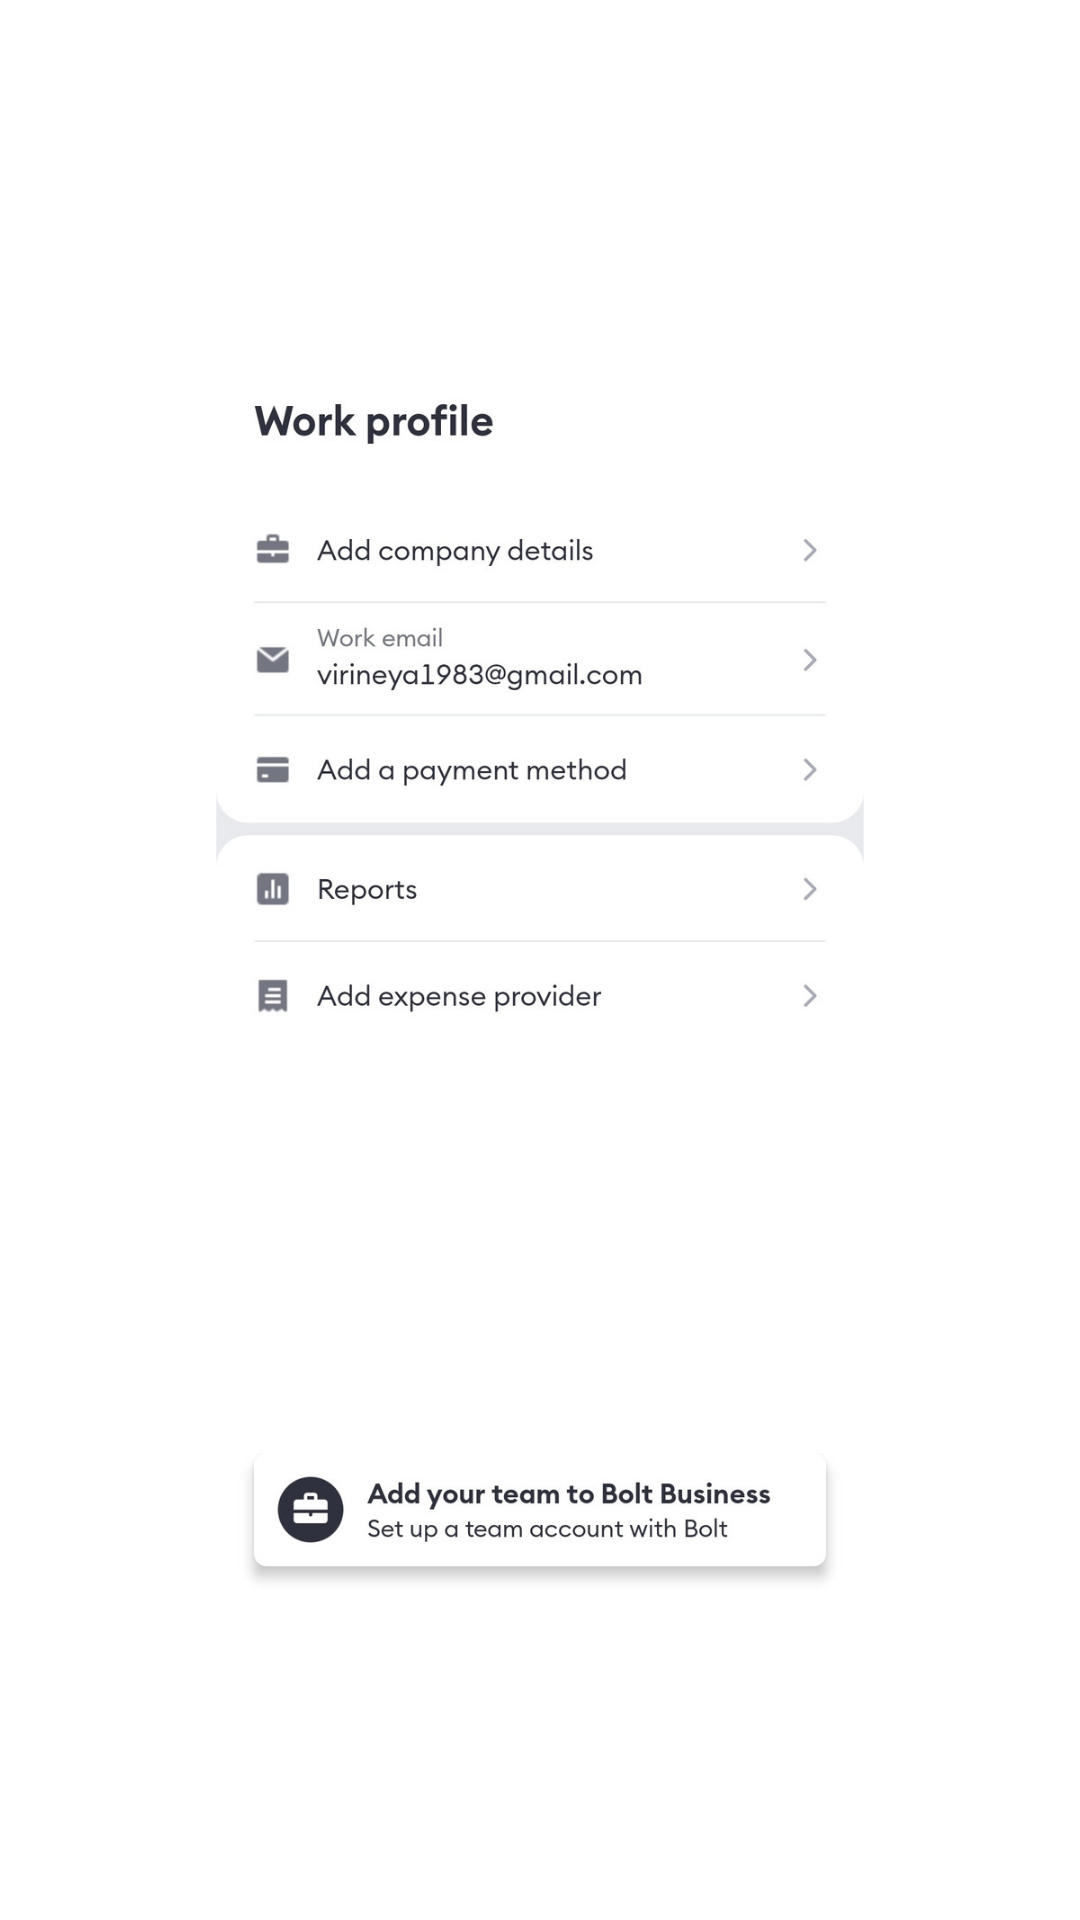 Work profile
Add company details
Work email
virineya1983@gmail.com
Add a payment method
Reports
Add expense provider
Add your team to Bolt Business
Set up a team account with Bolt